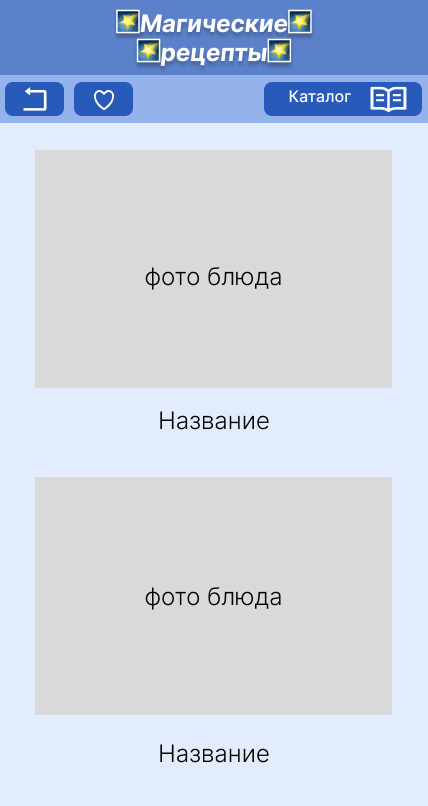 Магические
рецепты
Каталог
фото блюда
Название
фото блюда
Название